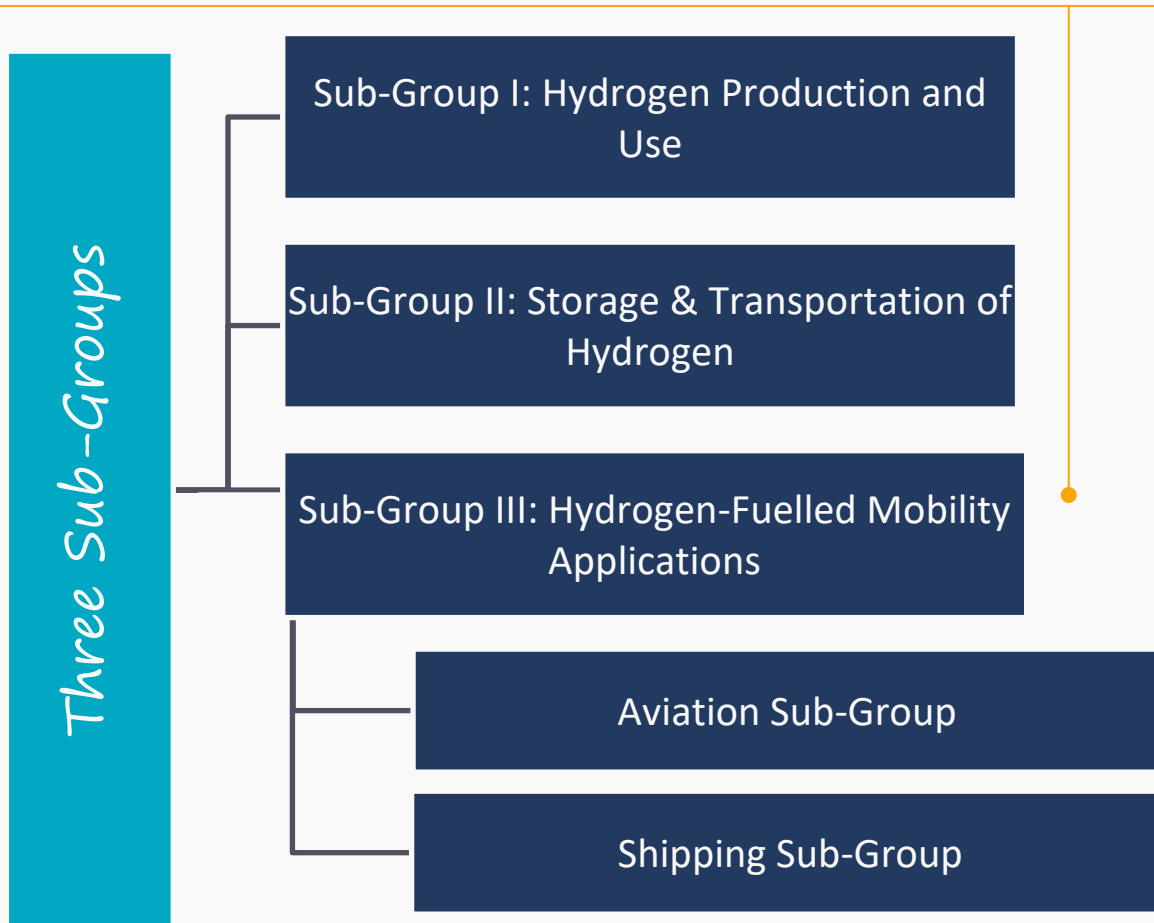 Three Sub-Groups
Sub-Group I: Hydrogen Production and
Use
Sub-Group II: Storage & Transportation of
Hydrogen
Sub-Group III: Hydrogen-Fuelled Mobility
Applications
Aviation Sub-Group
Shipping Sub-Group